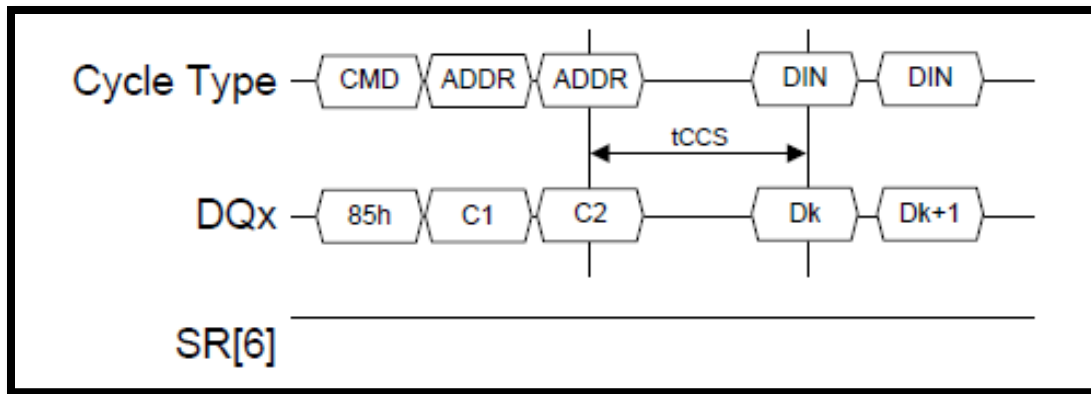 Cycle Type CMD ADDR ADDR DIN DIN
tCCS
DQx 85h C1 C2 Dk Dk+1
SR[6]